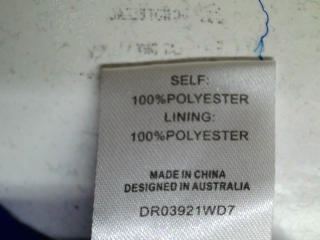 SELF:
100%POLYESTER
LINING:
100%POLYESTER
MADE IN CHINA
DESIGNED IN AUSTRALIA
DR03921WD7